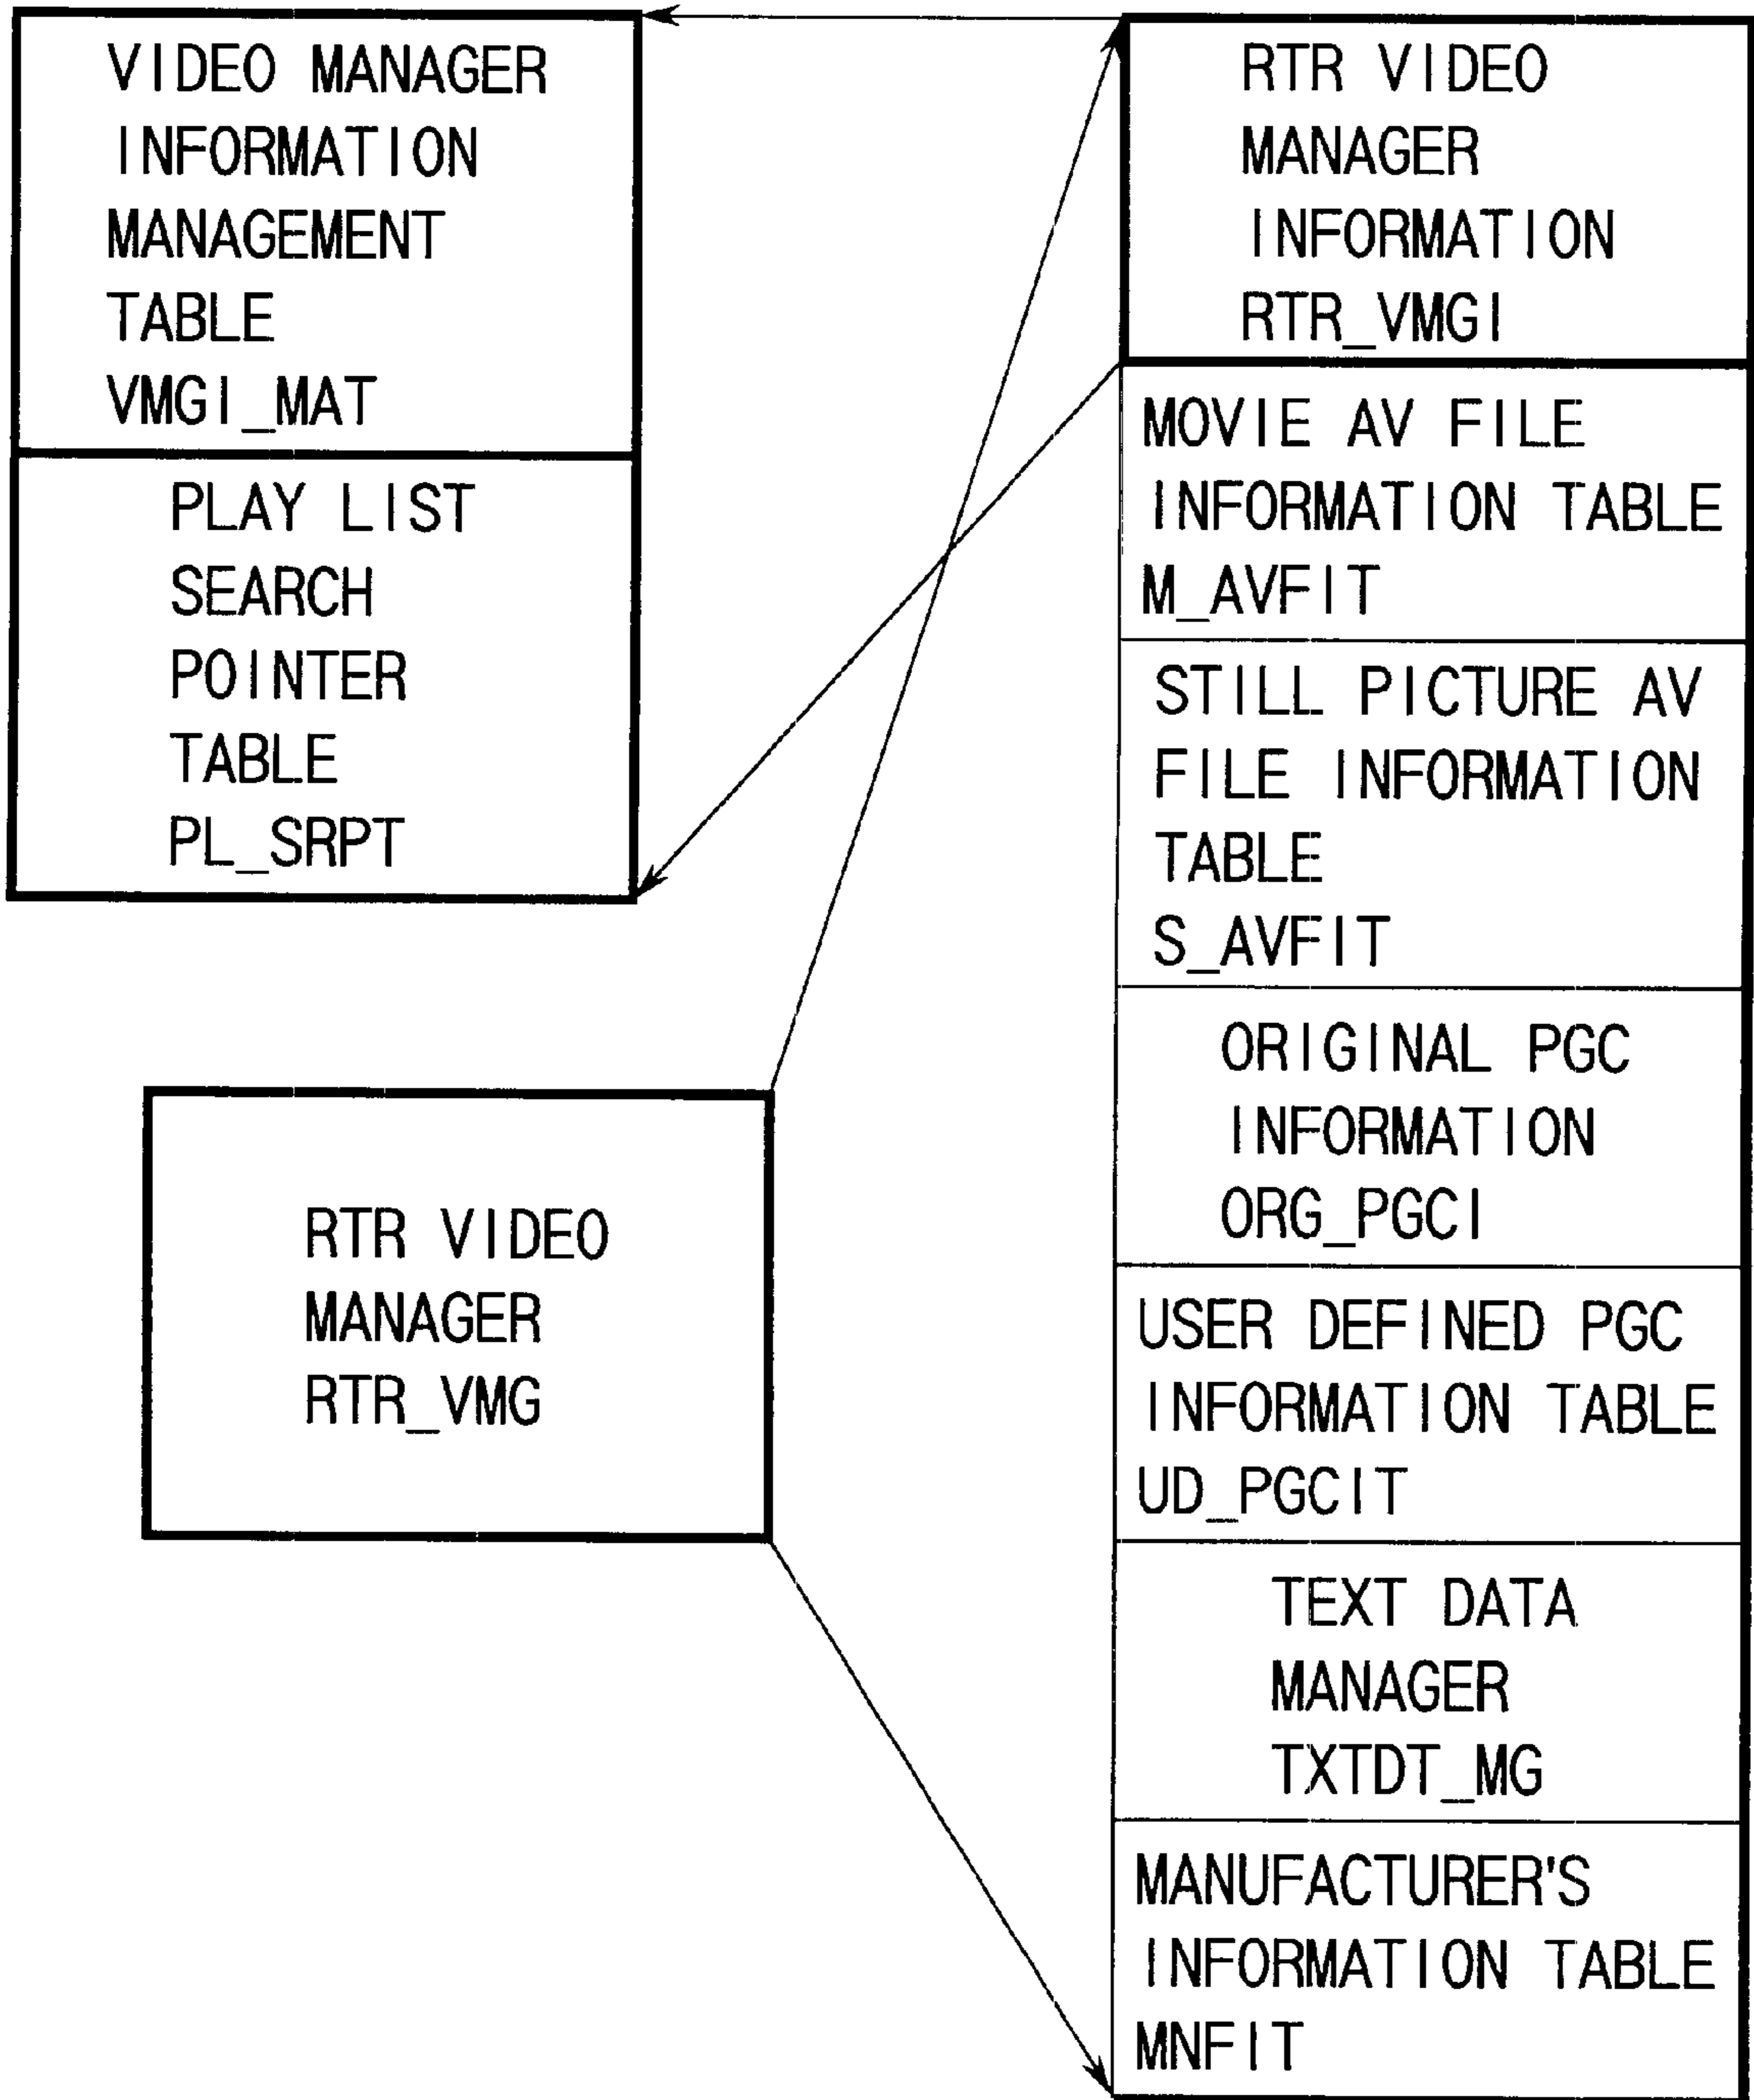 VIDEO MANAGER
INFORMATION
MANAGEMENT
TABLE
VMGI_MAT
PLAY LIST
SEARCH
POINTER
TABLE
PL_SRPT
RTR VIDEO
MANAGER
RTR_VMG
RTR VIDEO
MANAGER
INFORMATION
RTR_VMGI
MOVIE AV FILE
INFORMATION TABLE
M_AVFIT
STILL PICTURE AV
FILE INFORMATION
TABLE
S_AVFIT
ORIGINAL PGC
INFORMATION
ORG_PGCI
USER DEFINED PGC
INFORMATION TABLE
UD_PGCIT
TEXT DATA
MANAGER
TXTDT_MG
MANUFACTURER'S
INFORMATION TABLE
MNFIT